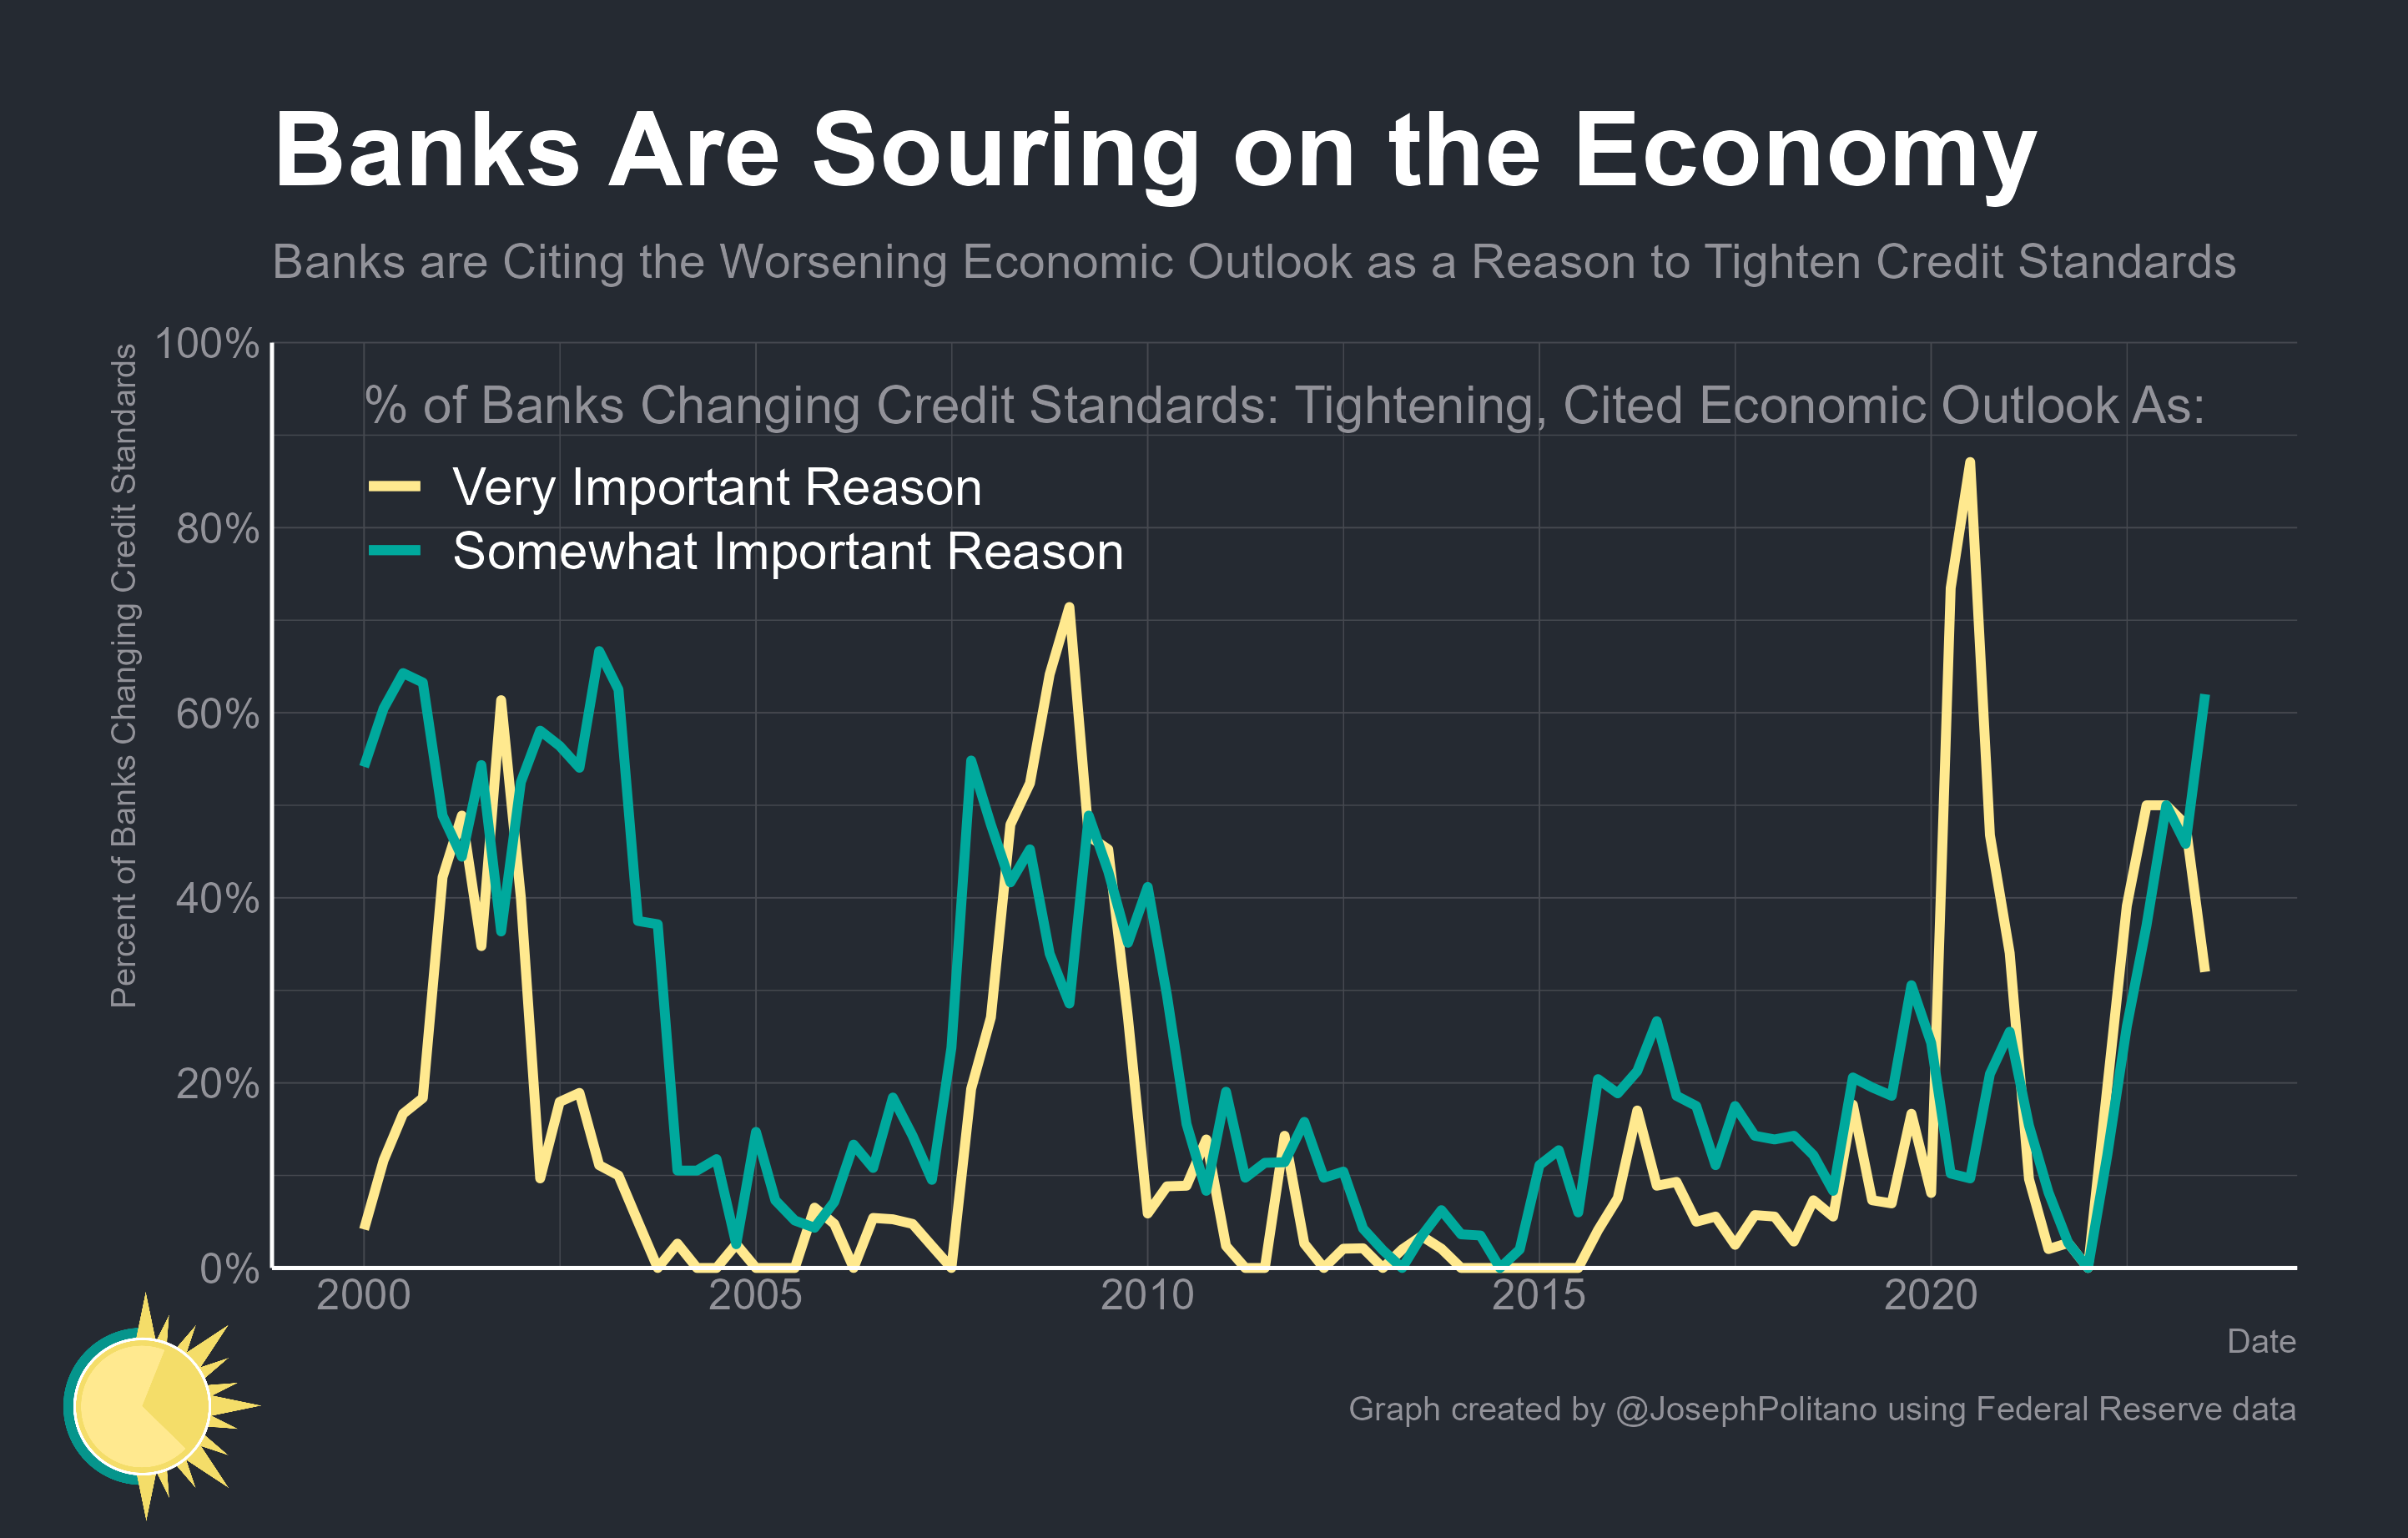 Banks Are Souring on the Economy
Banks are Citing the Worsening Economic Outlook as a Reason to Tighten Credit Standards
Percent of Banks Changing Credit Standards
100%
80%
60%
40%
20%
0%
% of Banks Changing Credit Standards: Tightening, Cited Economic Outlook As:
Very Important Reason
Somewhat Important Reason
2000 2005 2010 2015 2020
Date
Graph created by @JosephPolitano using Federal Reserve data